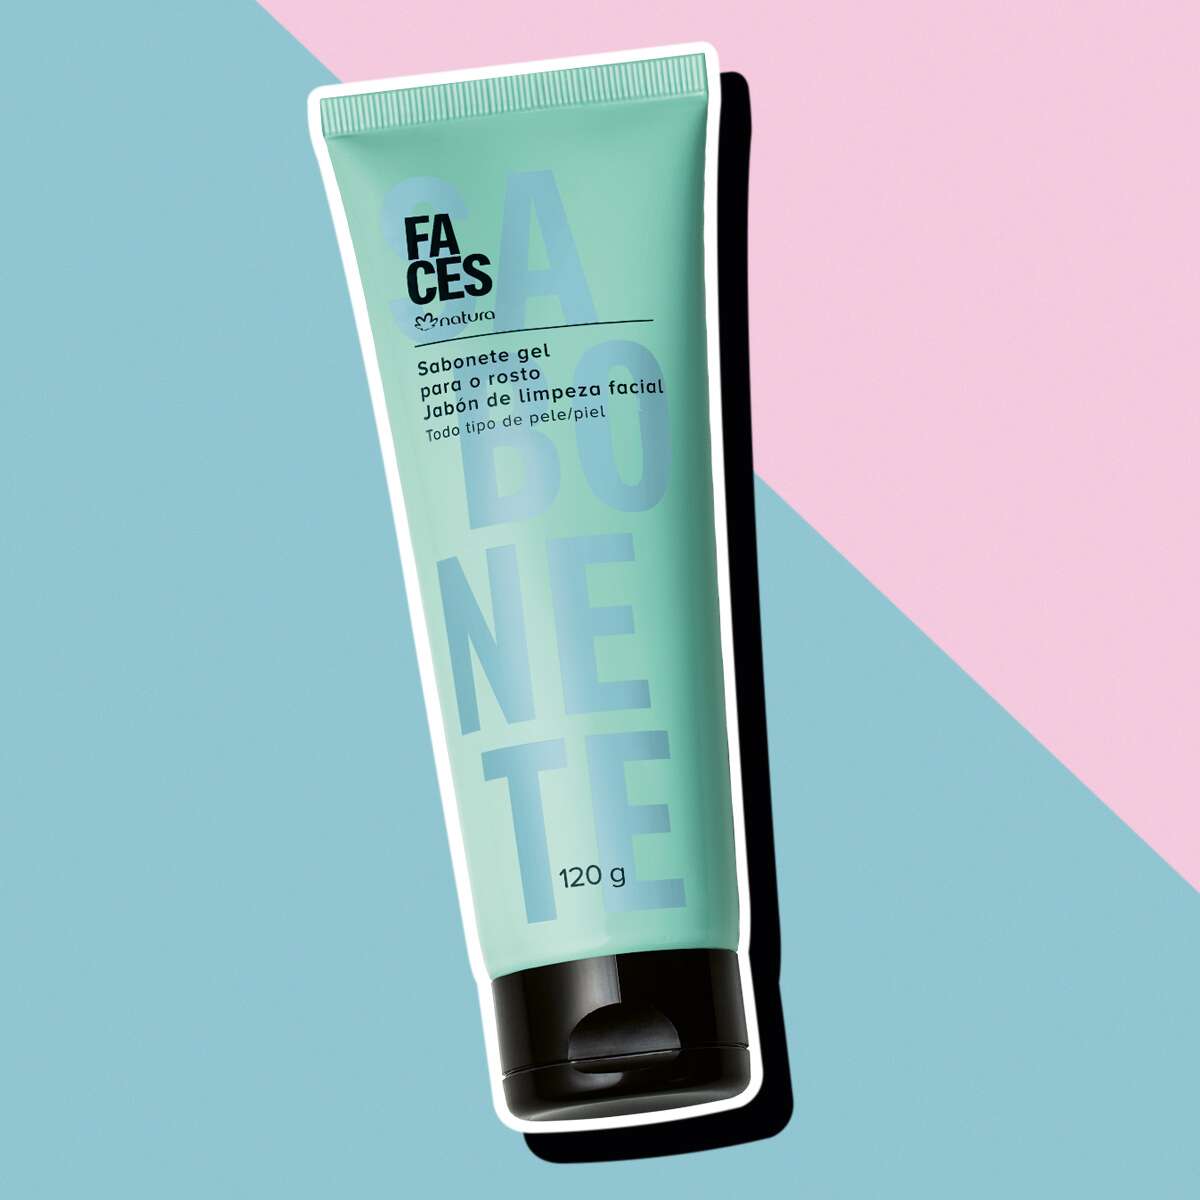 SA
BO
NE
TE
FA
CES
natura
Sabonete gel
para o rosto
Jabón de limpeza facial
Todo tipo de pele/piel
120 g